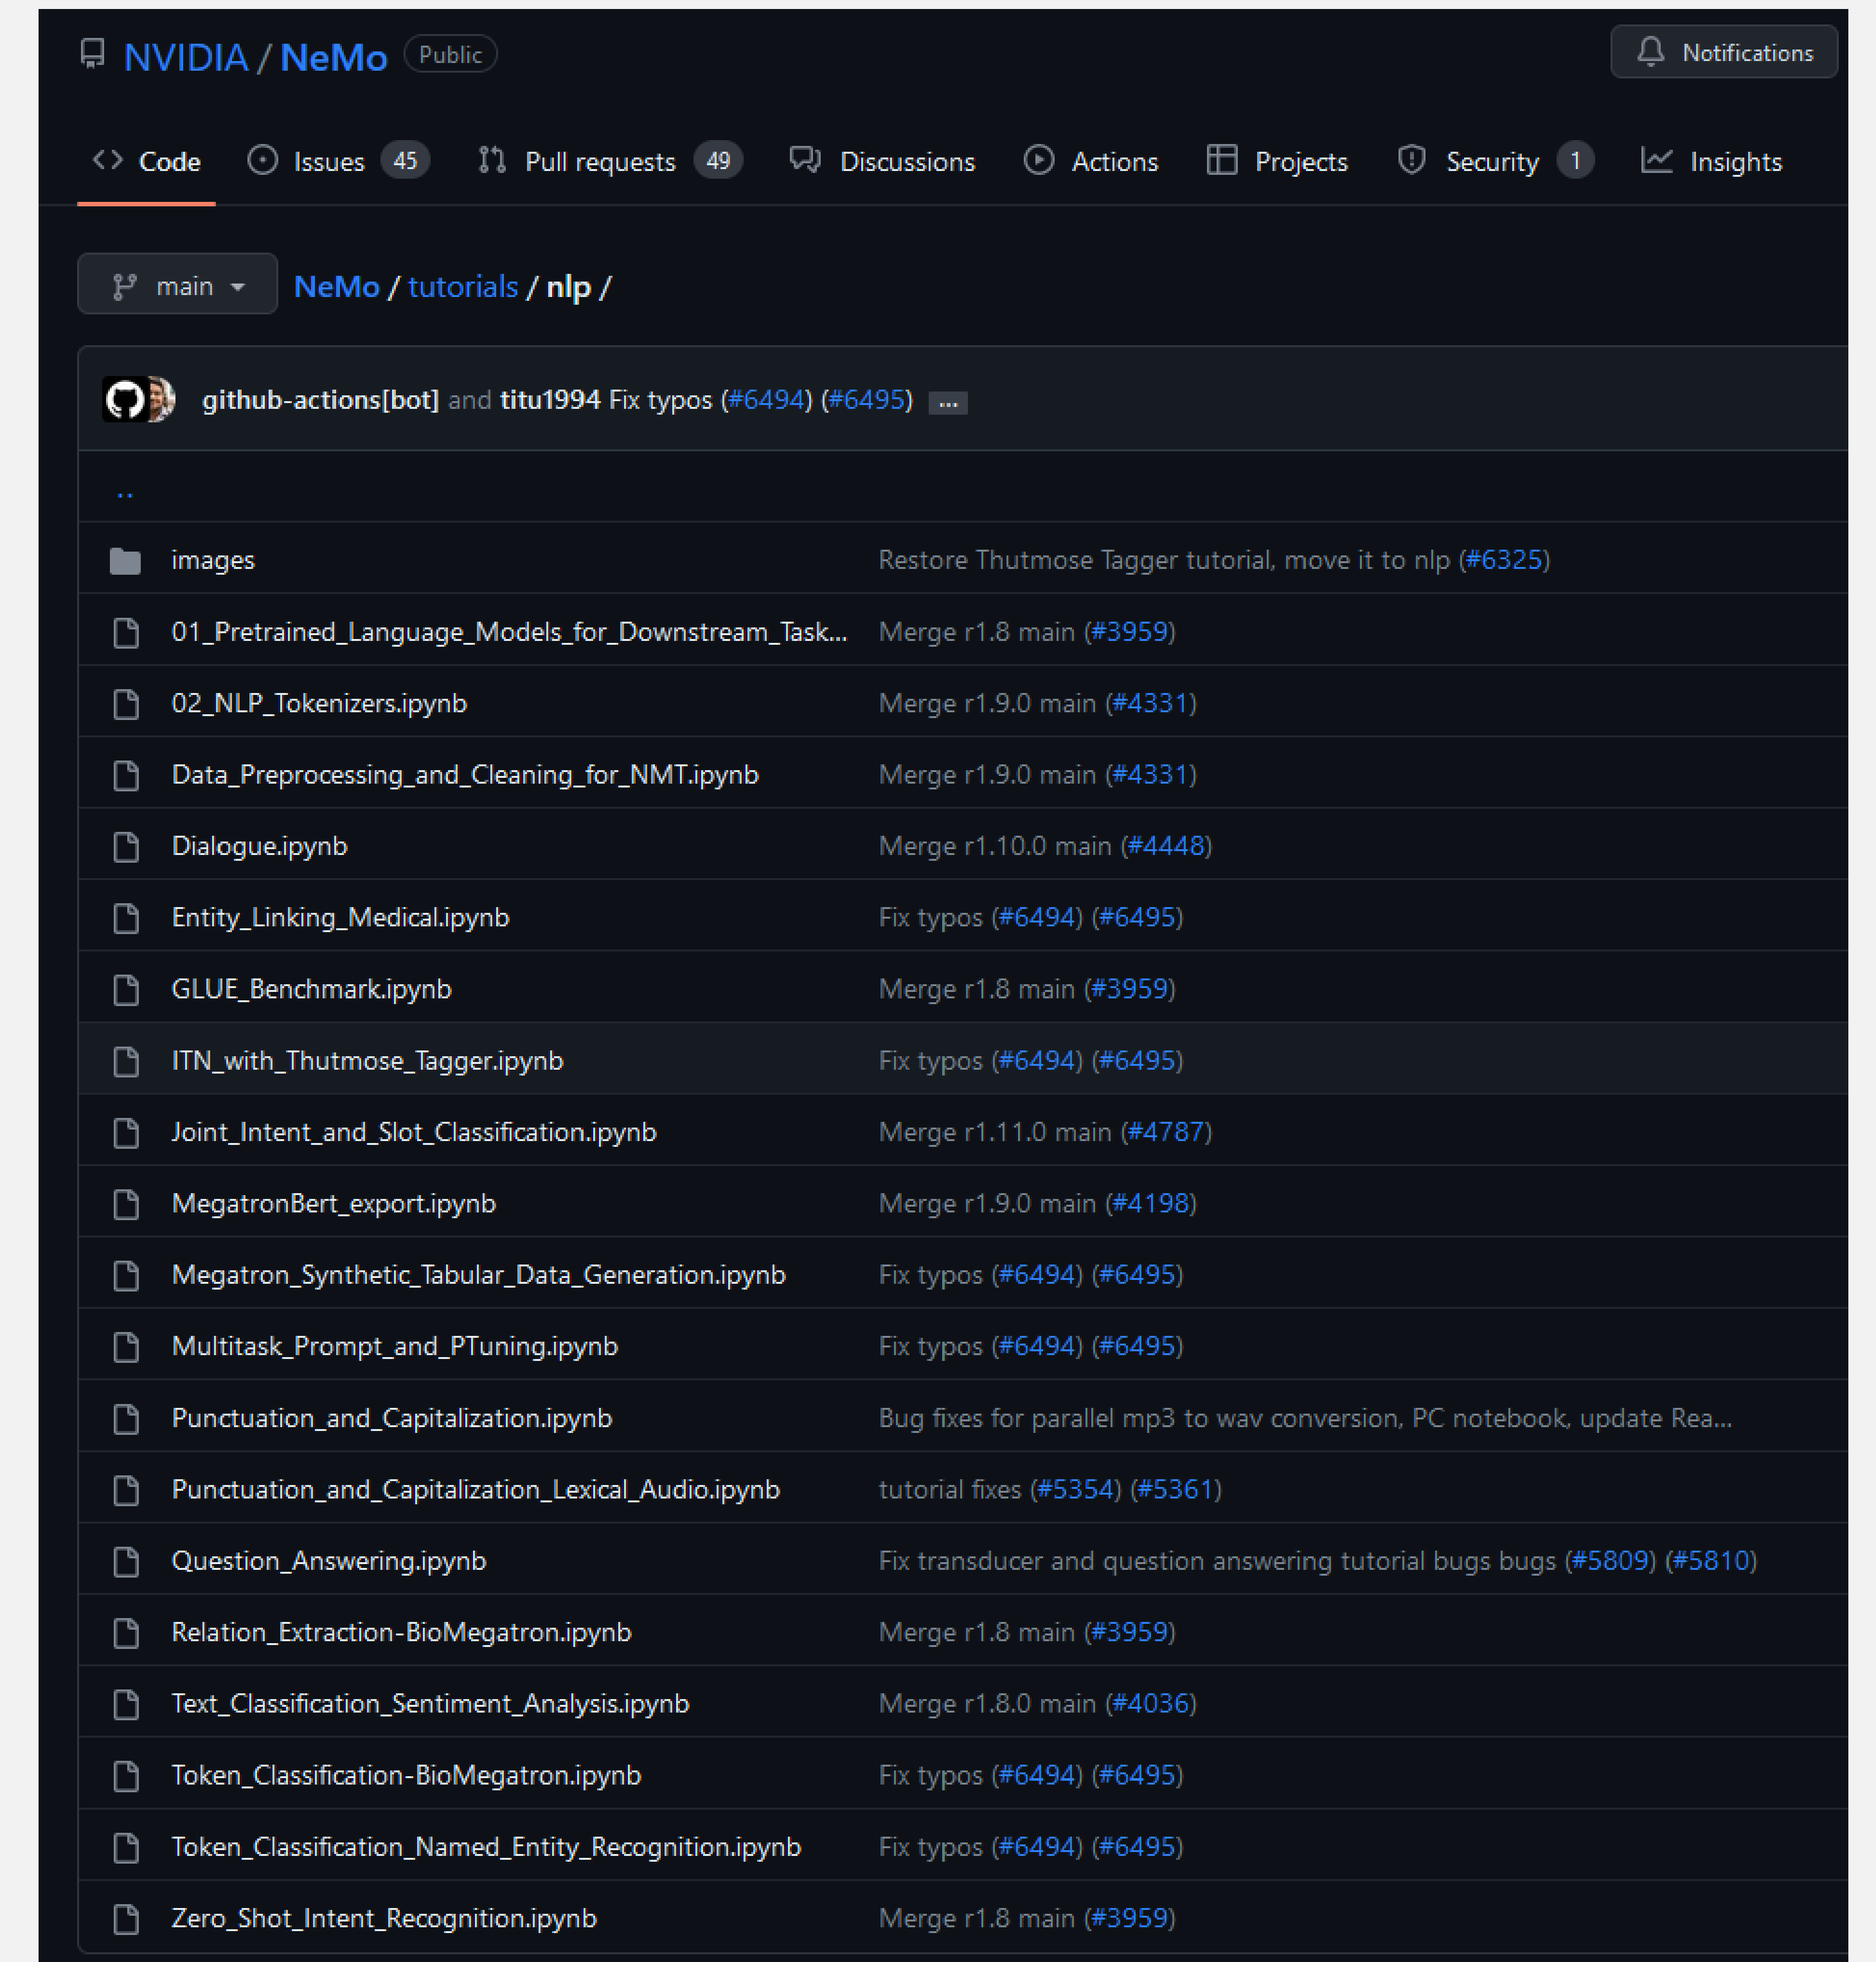 NVIDIA / NeMo Public Notifications
Code Issues 45 Pull requests 49 Discussions Actions Projects Security 1 Insights
main NeMo / tutorials / nlp /
github-actions[bot] and titu1994 Fix typos (#6494) (#6495) ...
..
images Restore Thutmose Tagger tutorial, move it to nlp (#6325)
01_Pretrained_Language_Models_for_Downstream_Task... Merge r1.8 main (#3959)
02_NLP_Tokenizers.ipynb Merge r1.9.0 main (#4331)
Data_Preprocessing_and_Cleaning_for_NMT.ipynb Merge r1.9.0 main (#4331)
Dialogue.ipynb Merge r1.10.0 main (#4448)
Entity_Linking_Medical.ipynb Fix typos (#6494) (#6495)
GLUE_Benchmark.ipynb Merge r1.8 main (#3959)
ITN_with_Thutmose_Tagger.ipynb Fix typos (#6494) (#6495)
Joint_Intent_and_Slot_Classification.ipynb Merge r1.11.0 main (#4787)
MegatronBert_export.ipynb Merge r1.9.0 main (#4198)
Megatron_Synthetic_Tabular_Data_Generation.ipynb Fix typos (#6494) (#6495)
Multitask_Prompt_and_PTuning.ipynb Fix typos (#6494) (#6495)
Punctuation_and_Capitalization.ipynb Bug fixes for parallel mp3 to wav conversion, PC notebook, update Rea...
Punctuation_and_Capitalization_Lexical_Audio.ipynb tutorial fixes (#5354) (#5361)
Question_Answering.ipynb Fix transducer and question answering tutorial bugs bugs (#5809) (#5810)
Relation_Extraction-BioMegatron.ipynb Merge r1.8 main (#3959)
Text_Classification_Sentiment_Analysis.ipynb Merge r1.8.0 main (#4036)
Token_Classification-BioMegatron.ipynb Fix typos (#6494) (#6495)
Token_Classification_Named_Entity_Recognition.ipynb Fix typos (#6494) (#6495)
Zero_Shot_Intent_Recognition.ipynb Merge r1.8 main (#3959)